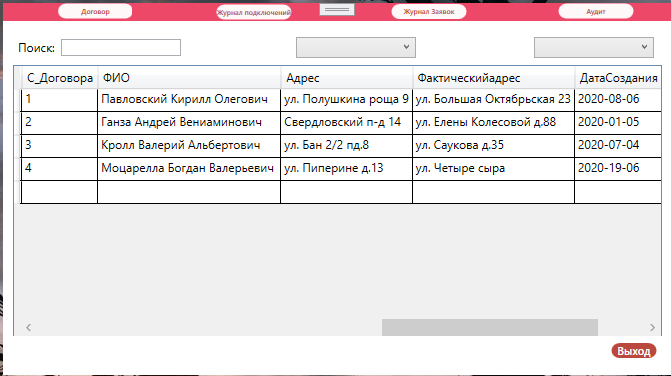 Договор Журнал подключений Журнал Заявок Аудит
Поиск:
С_Договора ФИО Адрес Фактическийадрес ДатаСоздания
1 Павловский Кирилл Олегович ул. Полушкина роща 9 ул. Большая Октябрьская 23 2020-08-06
2 Ганза Андрей Вениаминович Свердловский п-д 14 ул. Елены Колесовой д.88 2020-01-05
3 Кролл Валерий Альбертович ул. Бан 2/2 пд.8 ул. Саукова д.35 2020-07-04
4 Моцарелла Богдан Валерьевич ул. Пиперине д.13 ул. Четыре сыра 2020-19-06
Выход